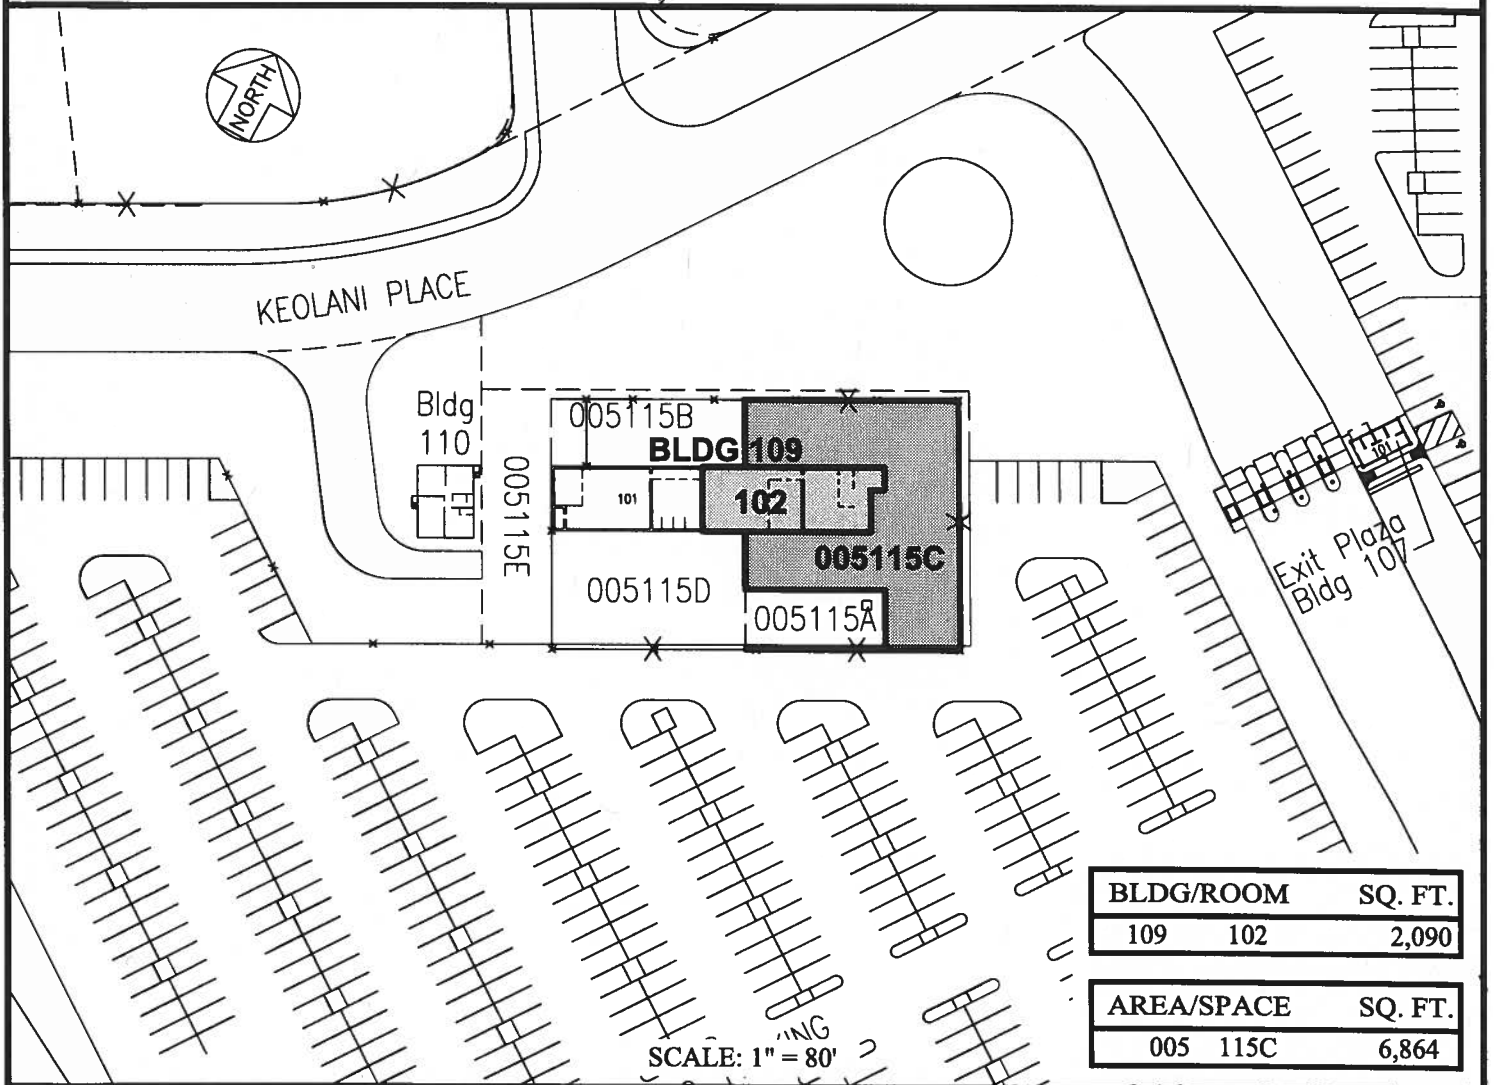 NORTH
KEOLANI PLACE
Bldg
110
005115B
BLDG 109
005115E
101
102
005115C
005115D
005115A
101
Exit Plaza
Bldg 107
BLDG/ROOM SQ. FT.
109 102 2,090
AREA/SPACE SQ. FT.
005 115C 6,864
SCALE: 1" = 80'